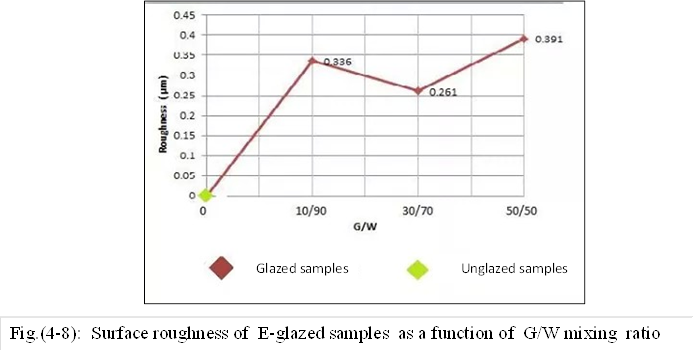 0.45
0.4
0.35
0.3
0.25
0.2
0.15
0.1
0.05
0
Roughness (µm)
0.336
0.261
0.391
0 10/90 30/70 50/50
G/W
Glazed samples Unglazed samples
Fig.(4-8): Surface roughness of E-glazed samples as a function of G/W mixing ratio